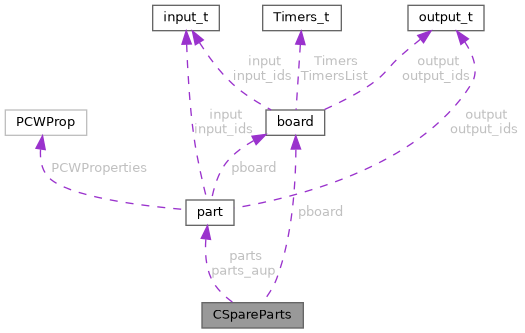 input_t
Timers_t
output_t
input
input_ids
Timers
TimersList
output
output_ids
PCWProp
input
input_ids
board
output
output_ids
PCWProperties
pboard
part
pboard
parts
parts_aup
CSpareParts